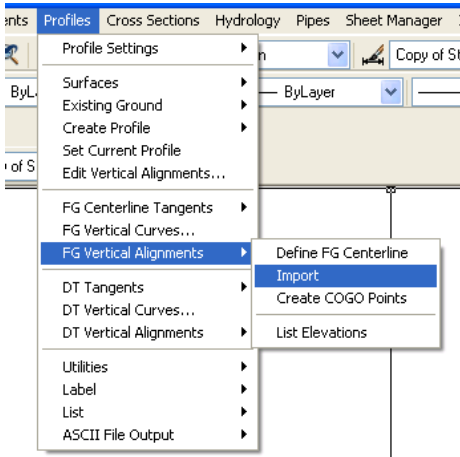 Profiles Cross Sections Hydrology Pipes Sheet Manager
Profile Settings
Copy of St
Surfaces
ByLayer
Existing Ground
Create Profile
Set Current Profile
of S
Edit Vertical Alignments...
FG Centerline Tangents
FG Vertical Curves...
FG Vertical Alignments
Define FG Centerline
Import
Create COGO Points
List Elevations
DT Tangents
DT Vertical Curves...
DT Vertical Alignments
Utilities
Label
List
ASCII File Output